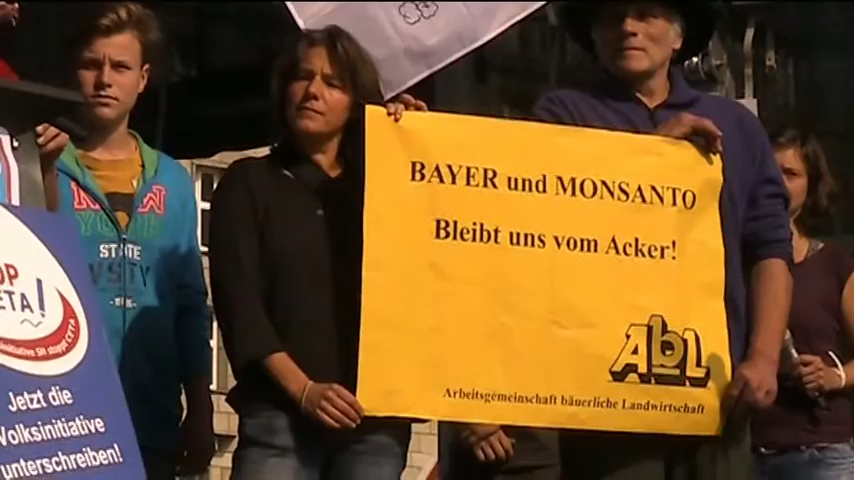 BAYER und MONSANTO
Bleibt uns vom Acker!
AbL
Arbeitsgemeinschaft bäuerliche Landwirtschaft
Jetzt die
Volksinitiative
unterschreiben!
STATE